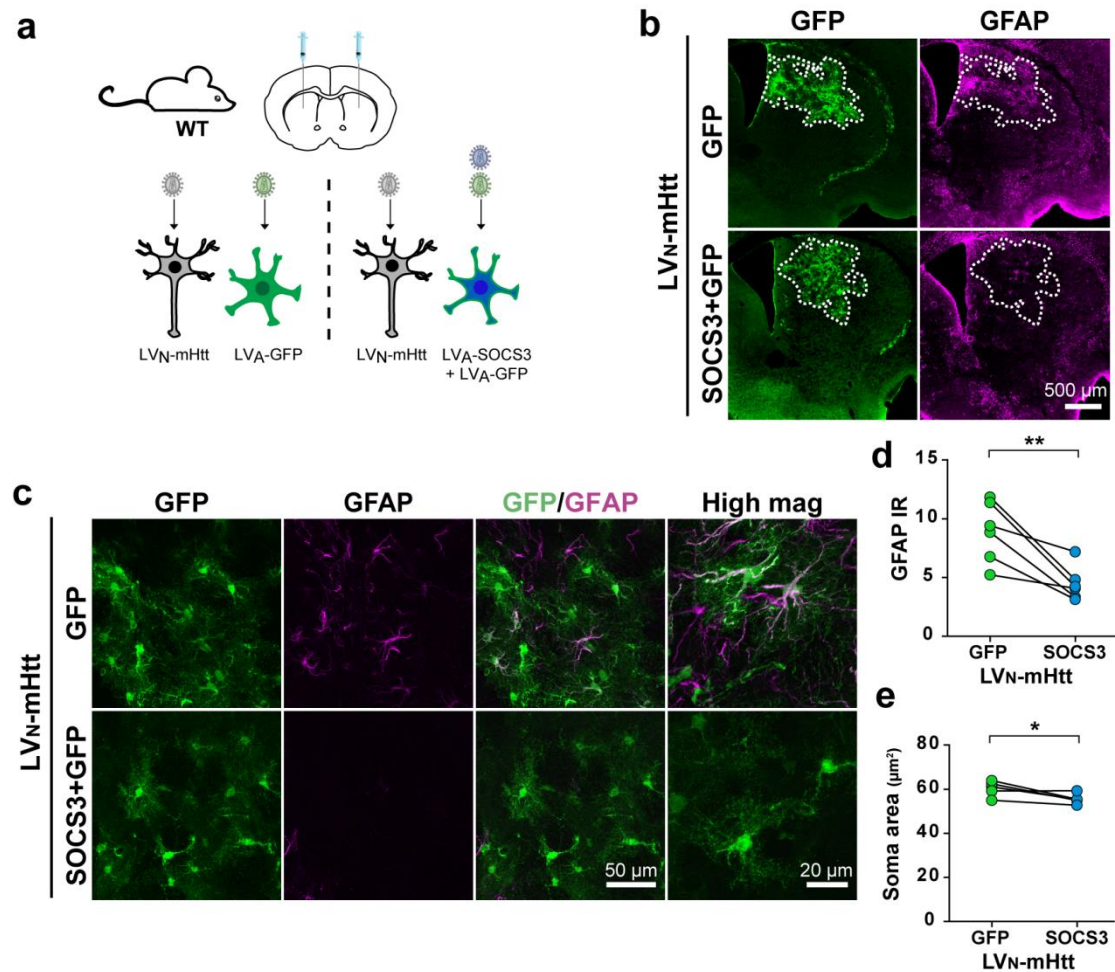 a
WT
LVN-mHtt
LVA-GFP
LVN-mHtt
LVA-SOCS3
+ LVA-GFP
b
GFP
GFAP
LVN-mHtt
GFP
SOCS3+GFP
500 µm
c
GFP
GFAP
GFP/GFAP
High mag
LVN-mHtt
GFP
SOCS3+GFP
50 µm
20 µm
d
**
GFAP IR
15
10
5
0
GFP
SOCS3
LVN-mHtt
e
*
Soma area (µm²)
80
60
40
20
0
GFP
SOCS3
LVN-mHtt